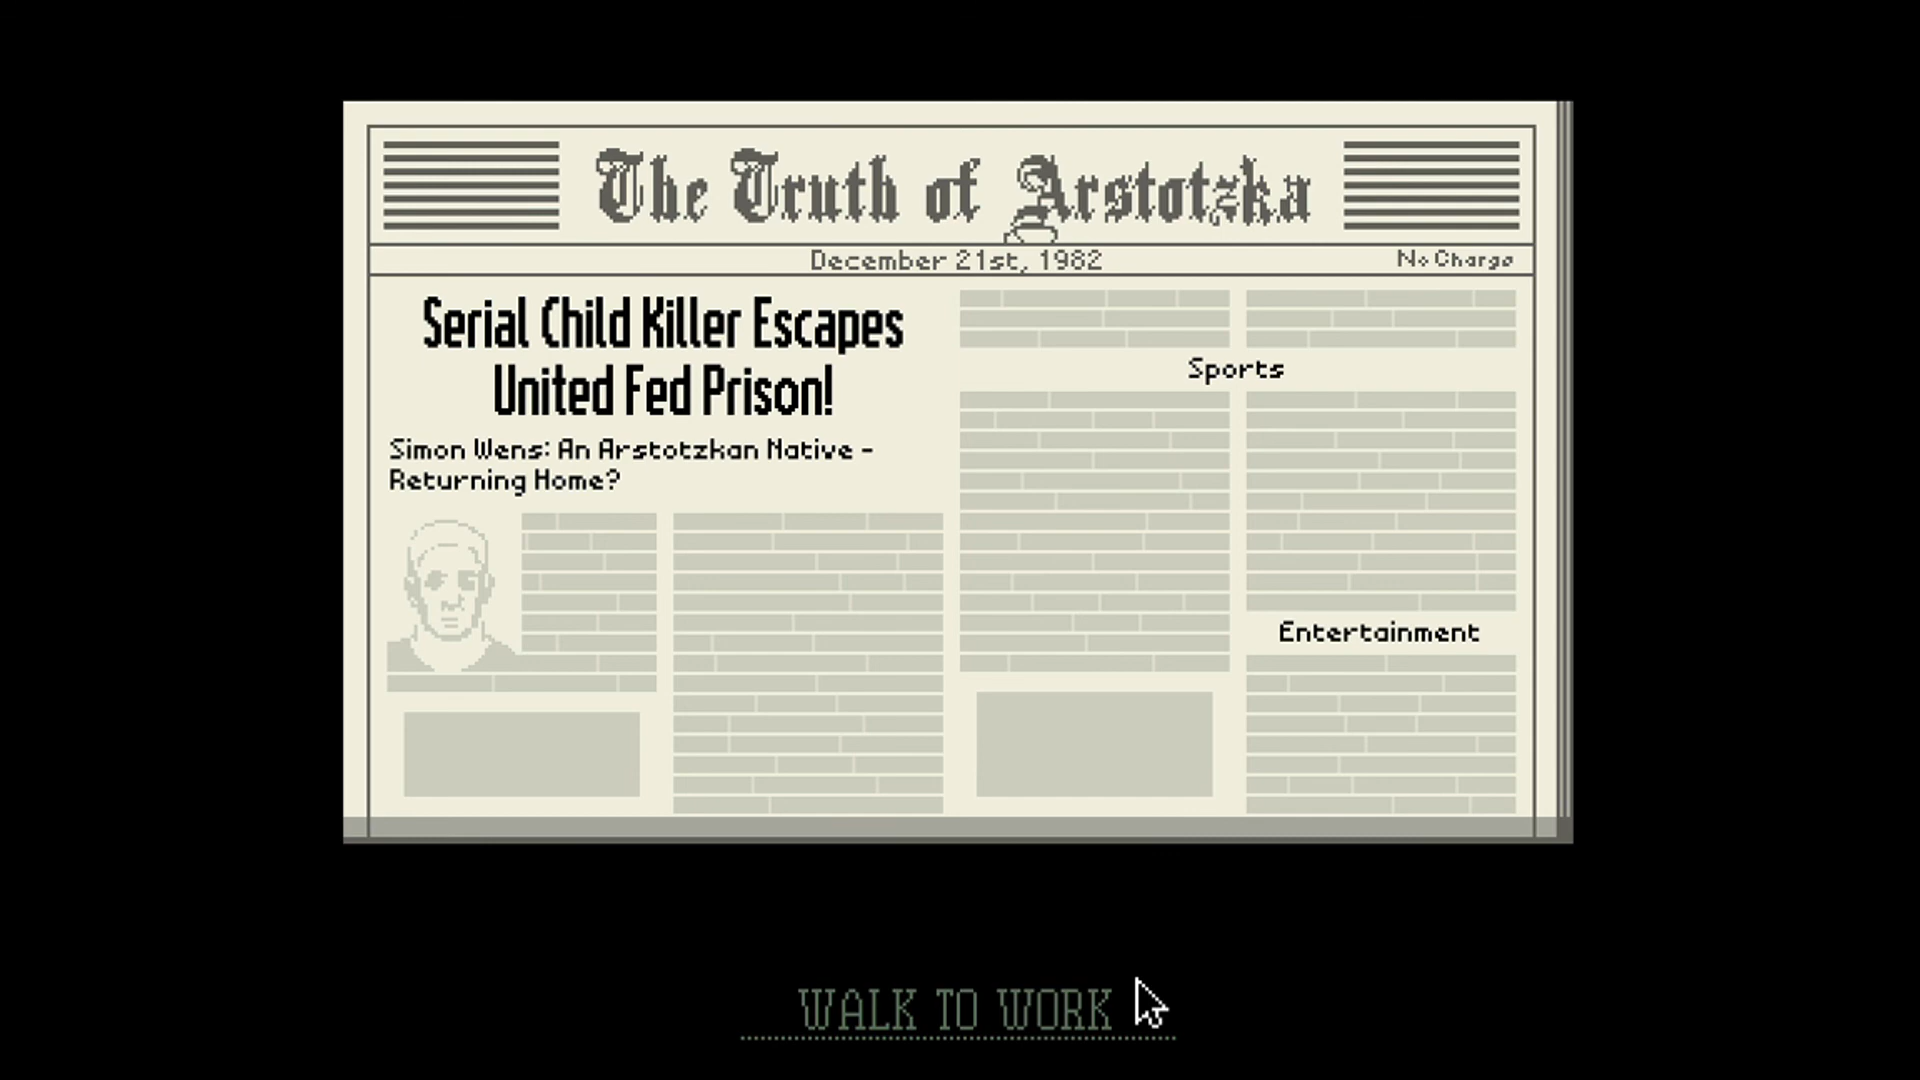 The Truth of Arstotzka
December 21st, 1982
No Charge
Serial Child Killer Escapes
United Fed Prison!
Simon Wens: An Arstotzkan Native -
Returning Home?
Sports
Entertainment
WALK TO WORK